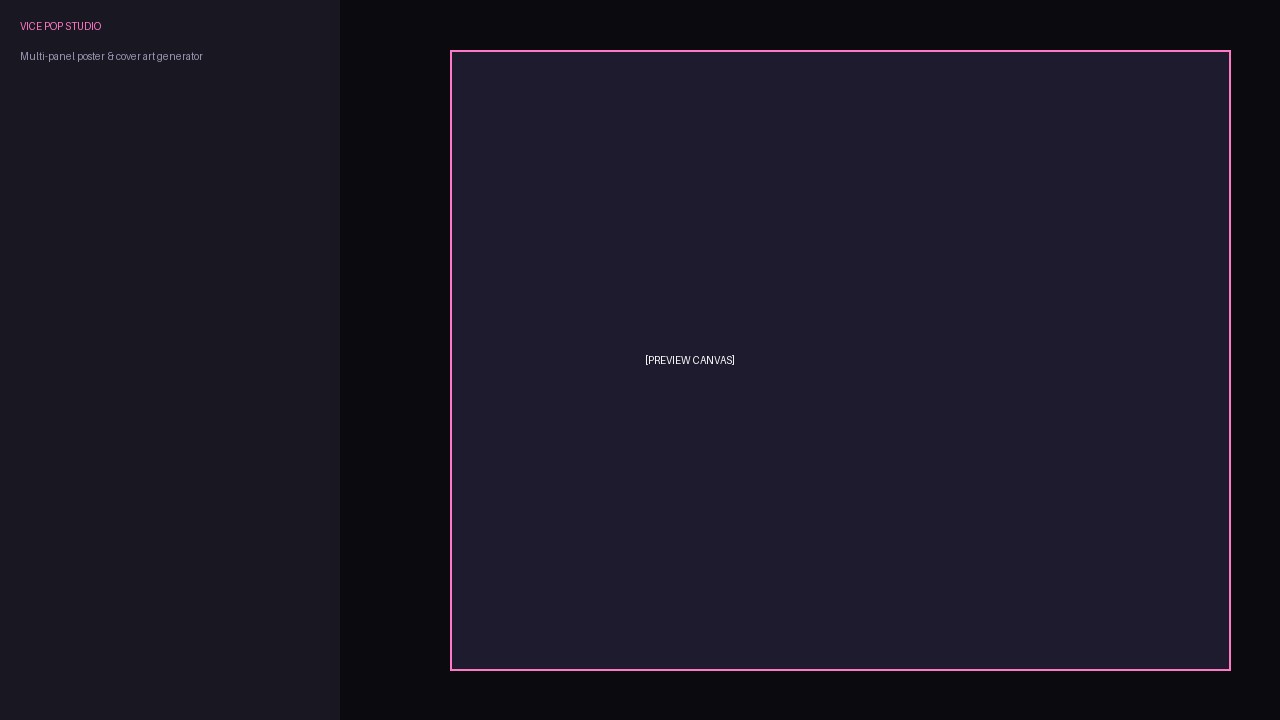 VICE POP STUDIO
Multi-panel poster & cover art generator
[PREVIEW CANVAS]